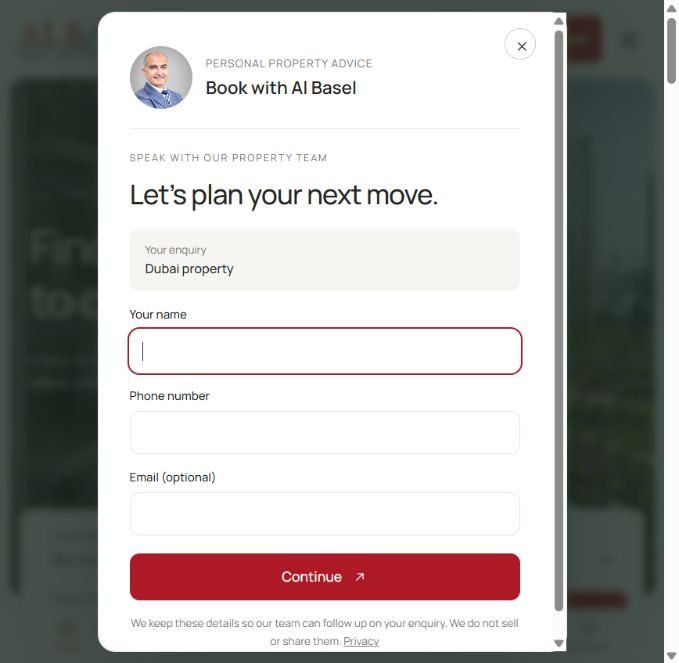 PERSONAL PROPERTY ADVICE
Book with Al Basel
SPEAK WITH OUR PROPERTY TEAM
Let's plan your next move.
Your enquiry
Dubai property
Your name
Phone number
Email (optional)
Continue
We keep these details so our team can follow up on your enquiry. We do not sell
or share them. Privacy